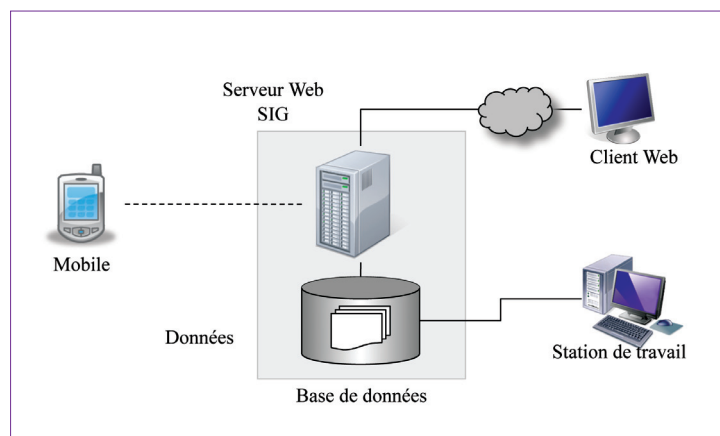 Serveur Web
SIG
Client Web
Mobile
Données
Station de travail
Base de données